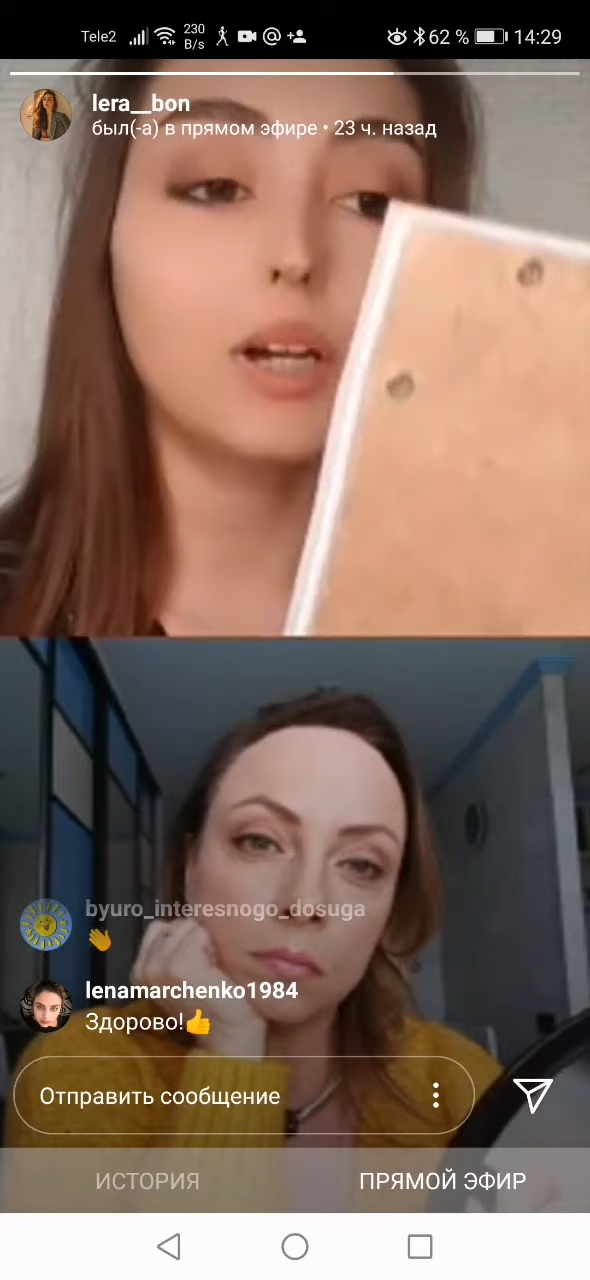 Tele2 230 B/s 62 % 14:29
lera__bon
был(-а) в прямом эфире • 23 ч. назад
byuro_interesnogo_dosuga
👋
lenamarchenko1984
Здорово!👍
Отправить сообщение
ИСТОРИЯ ПРЯМОЙ ЭФИР